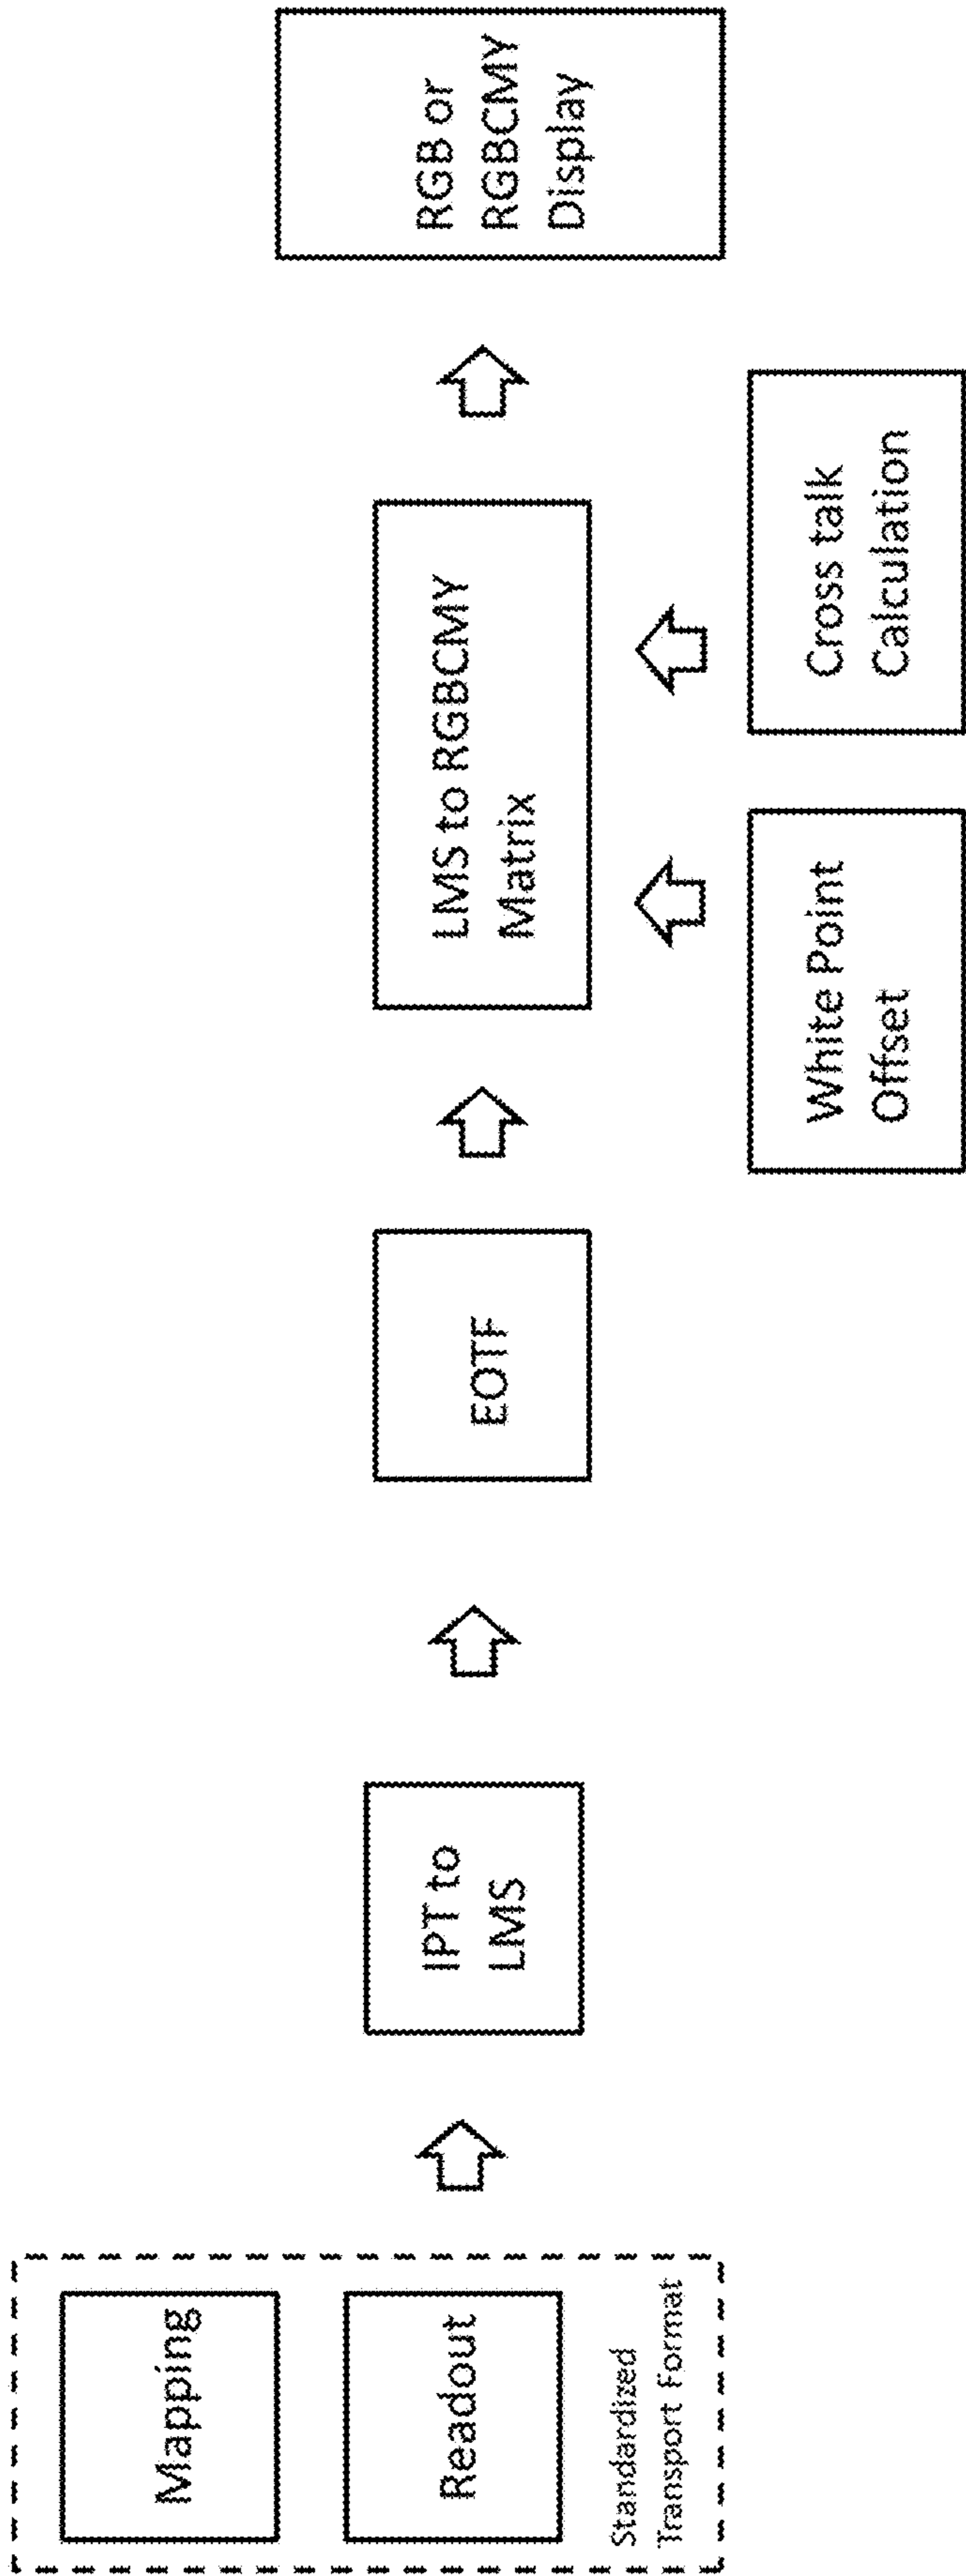 Mapping
Readout
Standardized
Transport Format
IPT to
LMS
EOTF
LMS to RGBCMY
Matrix
White Point
Offset
Cross talk
Calculation
RGB or
RGBCMY
Display